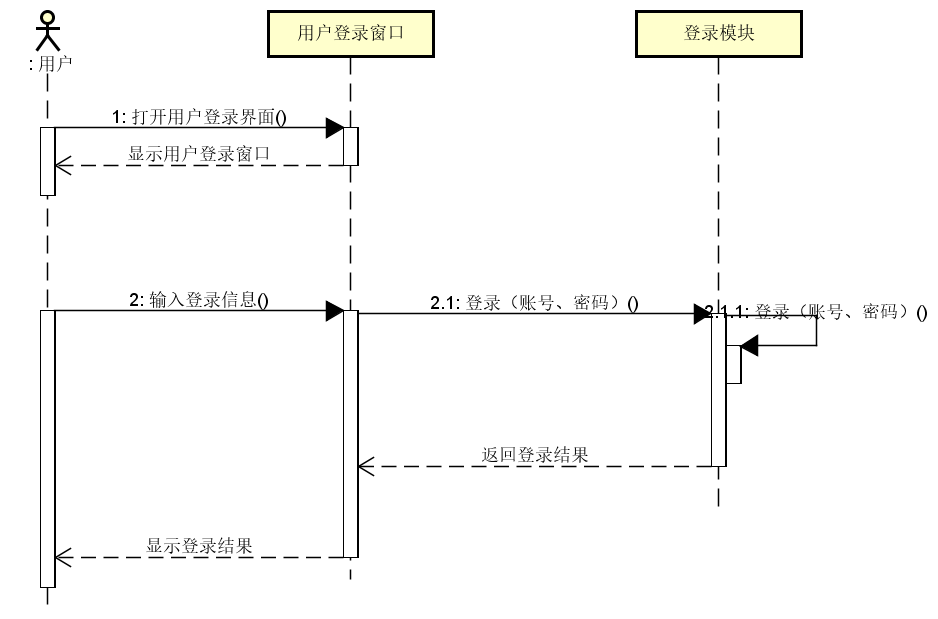 用户登录窗口
登录模块
: 用户
1: 打开用户登录界面()
显示用户登录窗口
2: 输入登录信息()
2.1: 登录（账号、密码）()
2.1.1: 登录（账号、密码）()
返回登录结果
显示登录结果